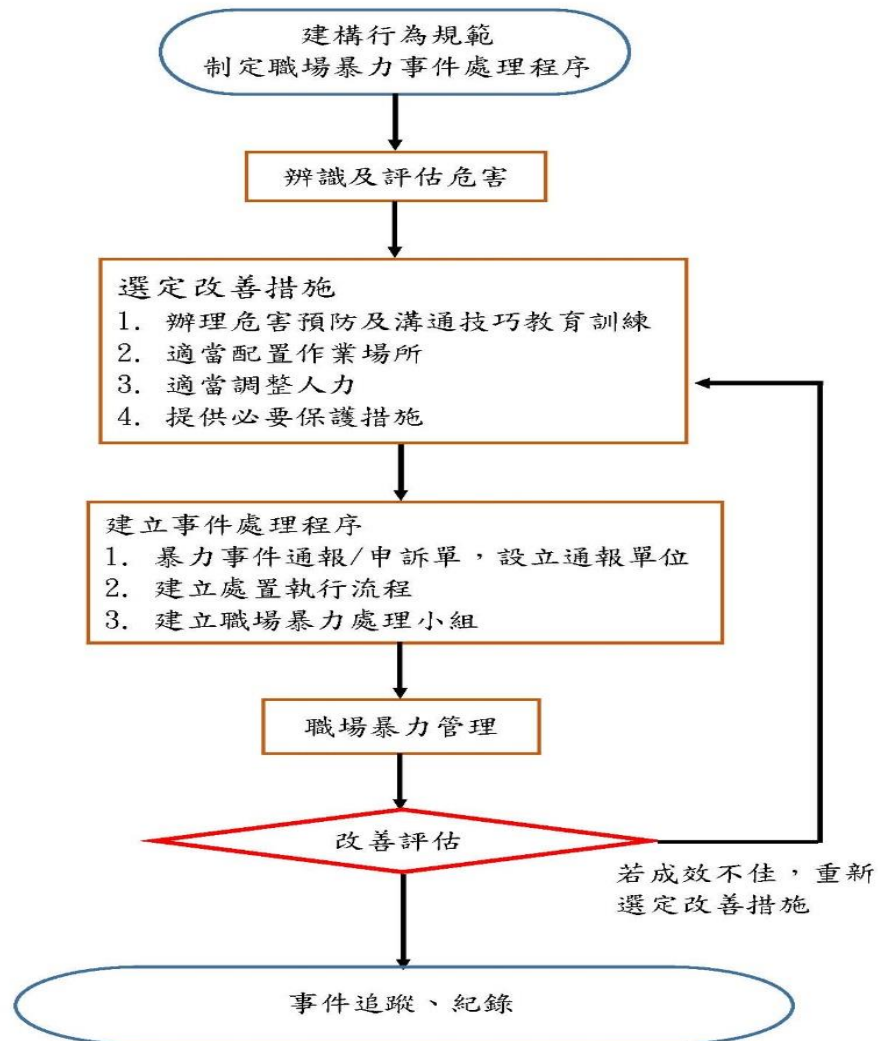 建構行為規範
制定職場暴力事件處理程序
辨識及評估危害
選定改善措施
1. 辦理危害預防及溝通技巧教育訓練
2. 適當配置作業場所
3. 適當調整人力
4. 提供必要保護措施
建立事件處理程序
1. 暴力事件通報/申訴單，設立通報單位
2. 建立處置執行流程
3. 建立職場暴力處理小組
職場暴力管理
改善評估
若成效不佳，重新
選定改善措施
事件追蹤、紀錄